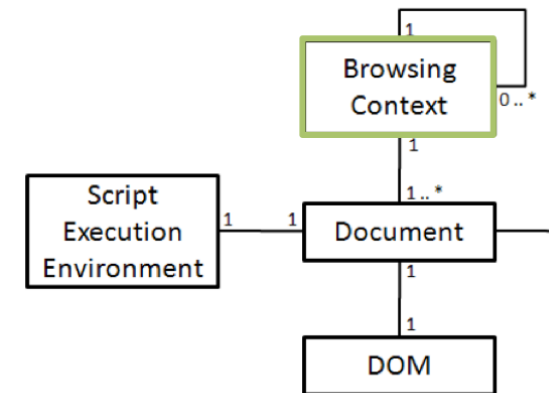 1
Browsing
Context
0..*
1
1..*
Script
Execution
Environment
1
1
Document
1
1
DOM